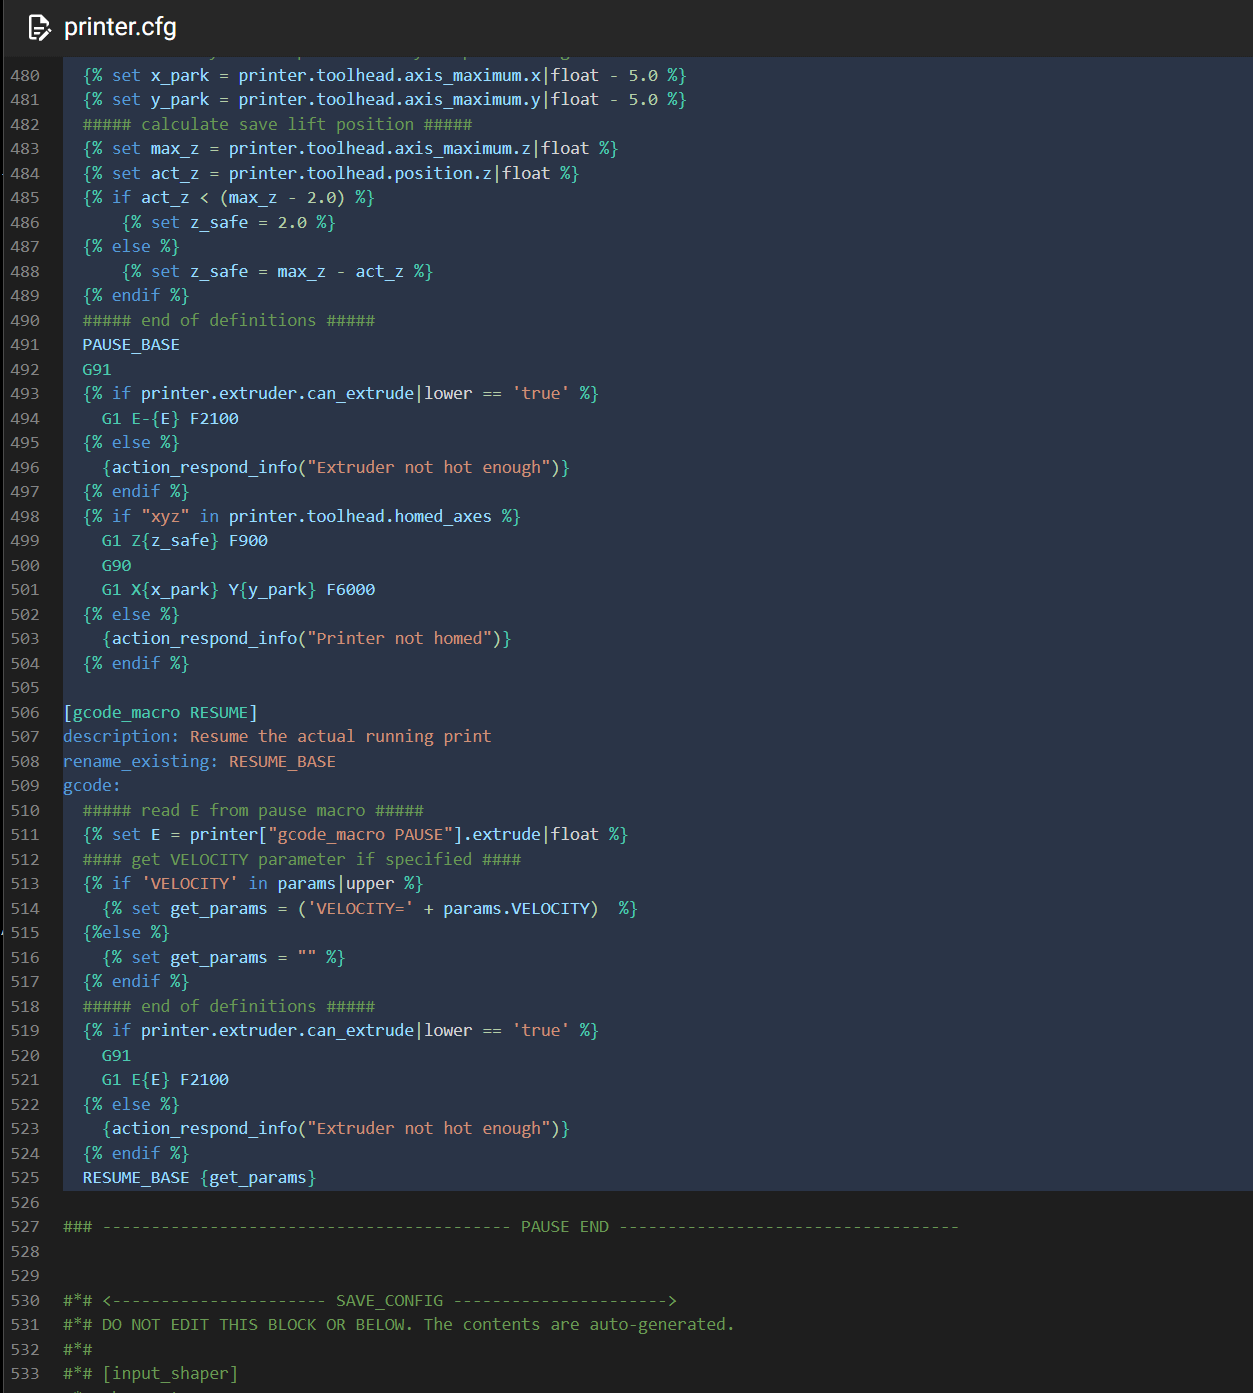 printer.cfg
480 {% set x_park = printer.toolhead.axis_maximum.x|float - 5.0 %}
481 {% set y_park = printer.toolhead.axis_maximum.y|float - 5.0 %}
482 ##### calculate save lift position #####
483 {% set max_z = printer.toolhead.axis_maximum.z|float %}
484 {% set act_z = printer.toolhead.position.z|float %}
485 {% if act_z < (max_z - 2.0) %}
486 {% set z_safe = 2.0 %}
487 {% else %}
488 {% set z_safe = max_z - act_z %}
489 {% endif %}
490 ##### end of definitions #####
491 PAUSE_BASE
492 G91
493 {% if printer.extruder.can_extrude|lower == 'true' %}
494 G1 E-{E} F2100
495 {% else %}
496 {action_respond_info("Extruder not hot enough")}
497 {% endif %}
498 {% if "xyz" in printer.toolhead.homed_axes %}
499 G1 Z{z_safe} F900
500 G90
501 G1 X{x_park} Y{y_park} F6000
502 {% else %}
503 {action_respond_info("Printer not homed")}
504 {% endif %}
505
506 [gcode_macro RESUME]
507 description: Resume the actual running print
508 rename_existing: RESUME_BASE
509 gcode:
510 ##### read E from pause macro #####
511 {% set E = printer["gcode_macro PAUSE"].extrude|float %}
512 #### get VELOCITY parameter if specified ####
513 {% if 'VELOCITY' in params|upper %}
514 {% set get_params = ('VELOCITY=' + params.VELOCITY)  %}
515 {%else %}
516 {% set get_params = "" %}
517 {% endif %}
518 ##### end of definitions #####
519 {% if printer.extruder.can_extrude|lower == 'true' %}
520 G91
521 G1 E{E} F2100
522 {% else %}
523 {action_respond_info("Extruder not hot enough")}
524 {% endif %}
525 RESUME_BASE {get_params}
526
527 ### ------------------------------------------ PAUSE END -----------------------------------
528
529
530 #*# <---------------------- SAVE_CONFIG ---------------------->
531 #*# DO NOT EDIT THIS BLOCK OR BELOW. The contents are auto-generated.
532 #*#
533 #*# [input_shaper]